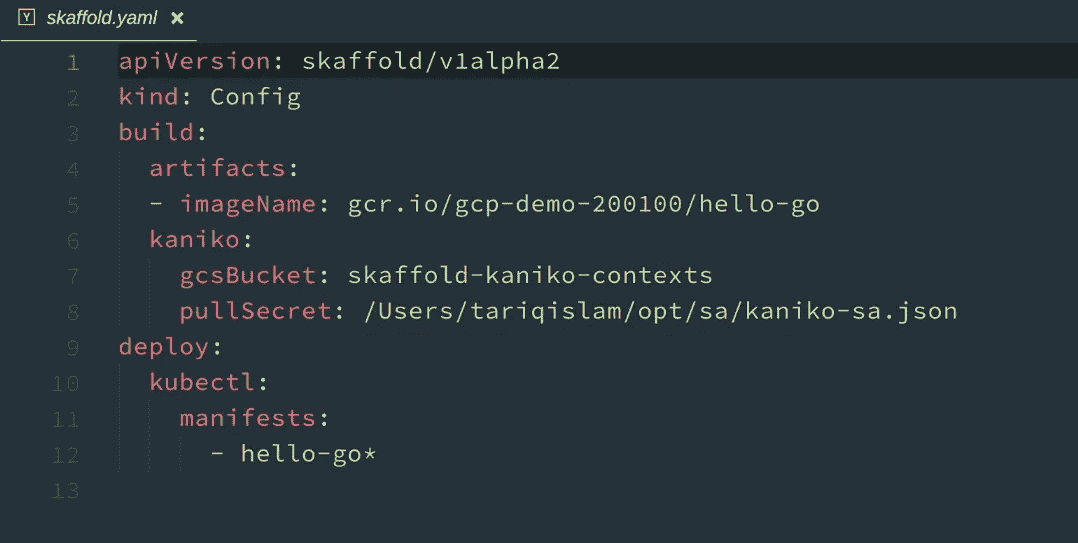 Y skaffold.yaml ×
1 apiVersion: skaffold/v1alpha2
2 kind: Config
3 build:
4   artifacts:
5   - imageName: gcr.io/gcp-demo-200100/hello-go
6   kaniko:
7     gcsBucket: skaffold-kaniko-contexts
8     pullSecret: /Users/tariqislam/opt/sa/kaniko-sa.json
9 deploy:
10   kubectl:
11     manifests:
12       - hello-go*
13